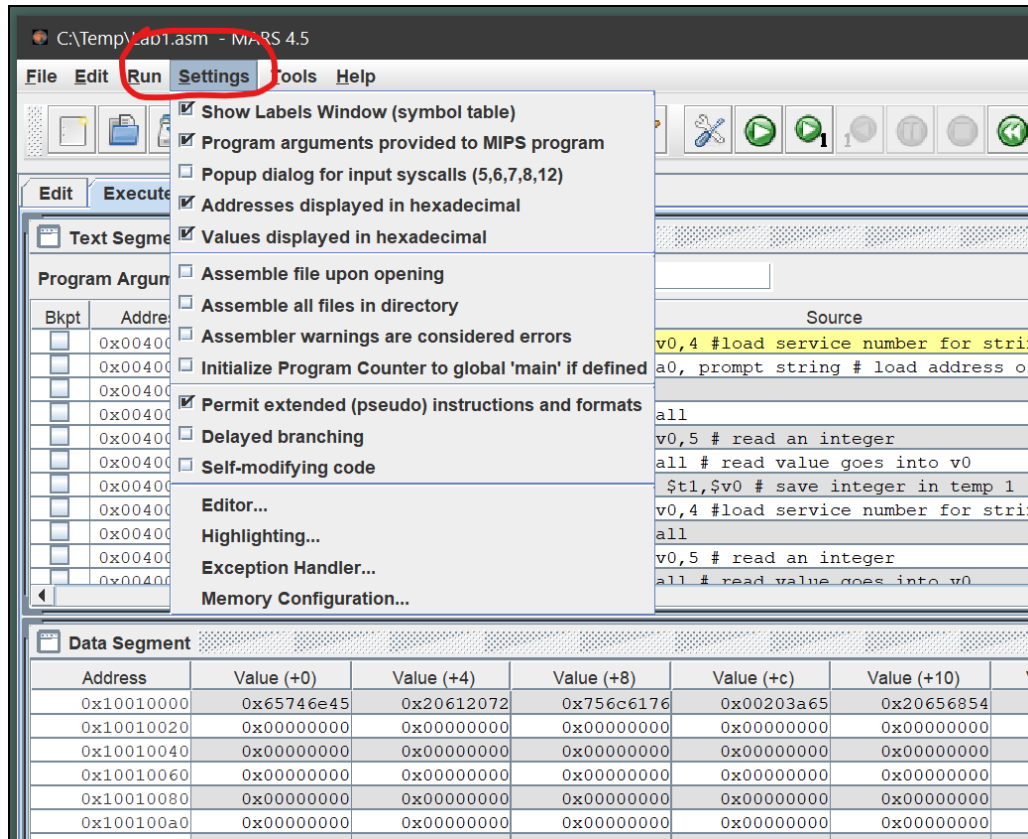 C:\Temp\Lab1.asm - MARS 4.5
File Edit Run Settings Tools Help
Show Labels Window (symbol table)
Program arguments provided to MIPS program
Popup dialog for input syscalls (5,6,7,8,12)
Addresses displayed in hexadecimal
Values displayed in hexadecimal
Assemble file upon opening
Assemble all files in directory
Assembler warnings are considered errors
Initialize Program Counter to global 'main' if defined
Permit extended (pseudo) instructions and formats
Delayed branching
Self-modifying code
Editor...
Highlighting...
Exception Handler...
Memory Configuration...
1 1
Edit Execute
Text Segme
Program Argum
Bkpt Addre Source
0x00400 v0,4 #load service number for stri
0x00400 a0, prompt string # load address o
0x00400
0x00400 all
0x00400 v0,5 # read an integer
0x00400 all # read value goes into v0
0x00400 $t1,$v0 # save integer in temp 1
0x00400 v0,4 #load service number for stri
0x00400 all
0x00400 v0,5 # read an integer
0x00400 all # read value goes into v0
Data Segment
Address Value (+0) Value (+4) Value (+8) Value (+c) Value (+10)
0x10010000 0x65746e45 0x20612072 0x756c6176 0x00203a65 0x20656854
0x10010020 0x00000000 0x00000000 0x00000000 0x00000000 0x00000000
0x10010040 0x00000000 0x00000000 0x00000000 0x00000000 0x00000000
0x10010060 0x00000000 0x00000000 0x00000000 0x00000000 0x00000000
0x10010080 0x00000000 0x00000000 0x00000000 0x00000000 0x00000000
0x100100a0 0x00000000 0x00000000 0x00000000 0x00000000 0x00000000